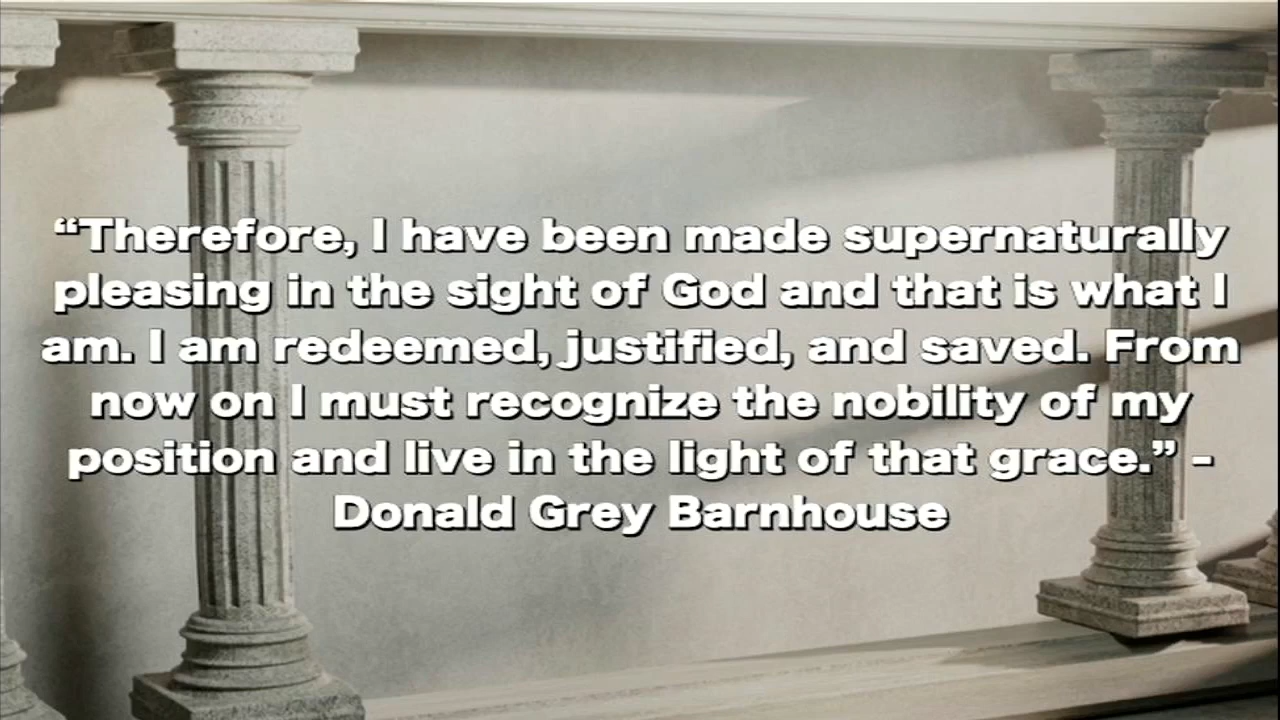 “Therefore, I have been made supernaturally
pleasing in the sight of God and that is what I
am. I am redeemed, justified, and saved. From
now on I must recognize the nobility of my
position and live in the light of that grace.” -
Donald Grey Barnhouse